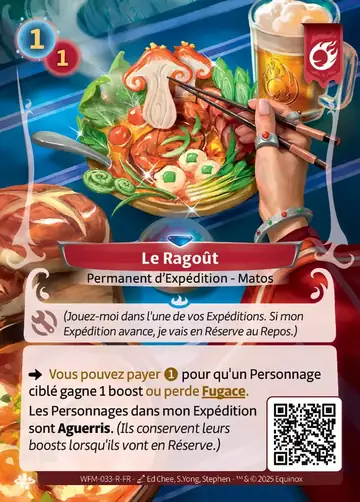 1
1
Le Ragoût
Permanent d'Expédition - Matos
(Jouez-moi dans l'une de vos Expéditions. Si mon
Expédition avance, je vais en Réserve au Repos.)
➔ Vous pouvez payer 1 pour qu'un Personnage
ciblé gagne 1 boost ou perde Fugace.
Les Personnages dans mon Expédition
sont Aguerris. (Ils conservent leurs
boosts lorsqu'ils vont en Réserve.)
WFM-033-R-FR - Ed Chee, S.Yong, Stephen - ™ & © 2025 Equinox